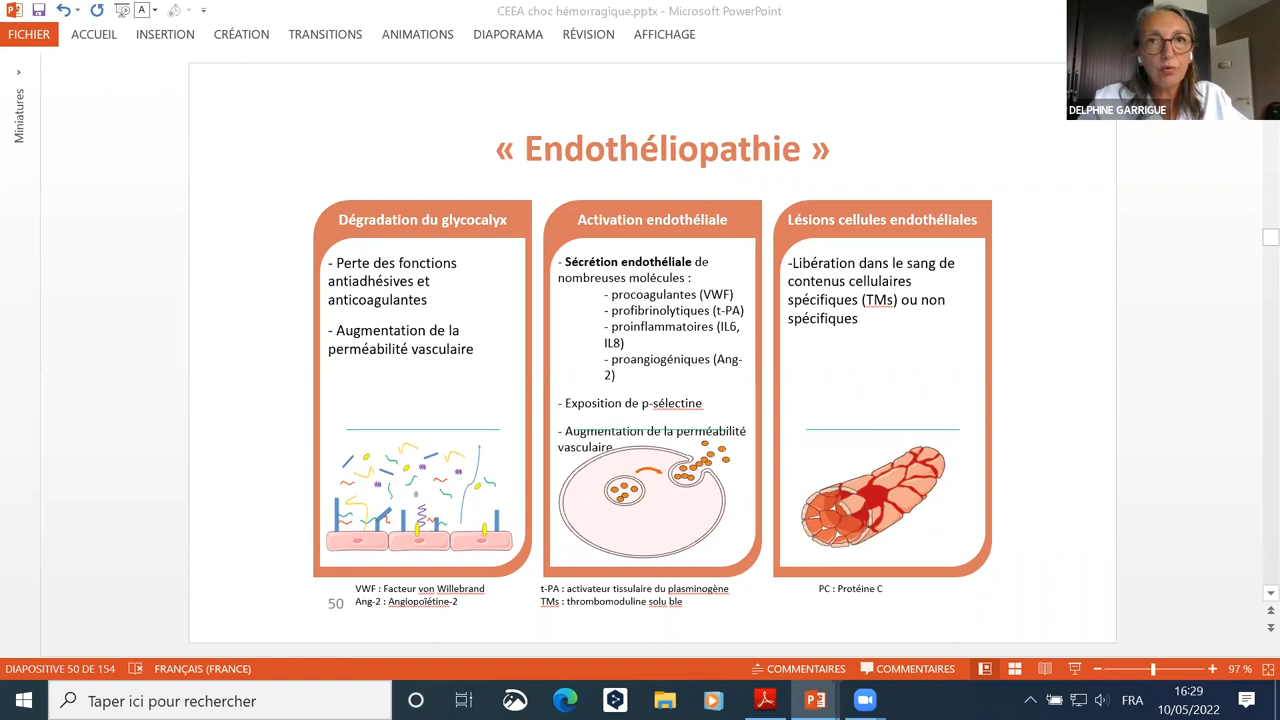 CEEA choc hémorragique.pptx - Microsoft PowerPoint
A
FICHIER ACCUEIL INSERTION CRÉATION TRANSITIONS ANIMATIONS DIAPORAMA RÉVISION AFFICHAGE
DELPHINE GARRIGUE
Miniatures
« Endothéliopathie »
Dégradation du glycocalyx
- Perte des fonctions
antiadhésives et
anticoagulantes
- Augmentation de la
perméabilité vasculaire
Activation endothéliale
- Sécrétion endothéliale de
nombreuses molécules :
- procoagulantes (VWF)
- profibrinolytiques (t-PA)
- proinflammatoires (IL6,
IL8)
- proangiogéniques (Ang-
2)
- Exposition de p-sélectine
- Augmentation de la perméabilité
vasculaire
Lésions cellules endothéliales
-Libération dans le sang de
contenus cellulaires
spécifiques (TMs) ou non
spécifiques
VWF : Facteur von Willebrand
Ang-2 : Angiopoïétine-2
t-PA : activateur tissulaire du plasminogène
TMs : thrombomoduline solu ble
PC : Protéine C
50
DIAPOSITIVE 50 DE 154 FRANÇAIS (FRANCE) COMMENTAIRES COMMENTAIRES 97 %
Taper ici pour rechercher
FRA
16:29
10/05/2022